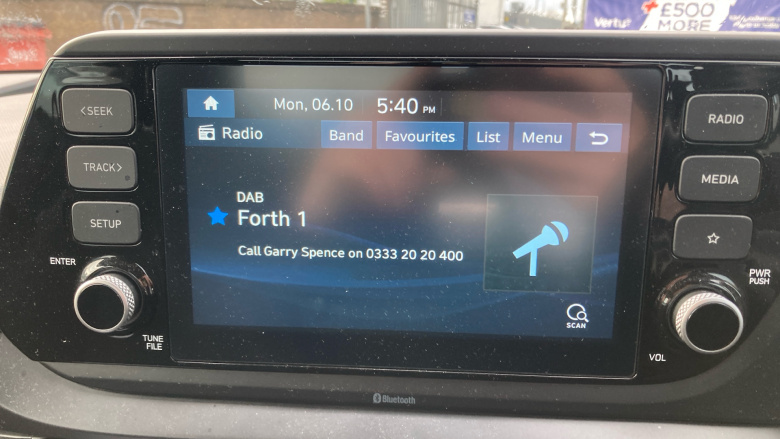 £500
Vertu MORE
<SEEK
TRACK>
SETUP
ENTER
TUNE
FILE
Mon, 06.10 5:40 PM
Radio Band Favourites List Menu
DAB
Forth 1
Call Garry Spence on 0333 20 20 400
SCAN
RADIO
MEDIA
PWR
PUSH
VOL
Bluetooth